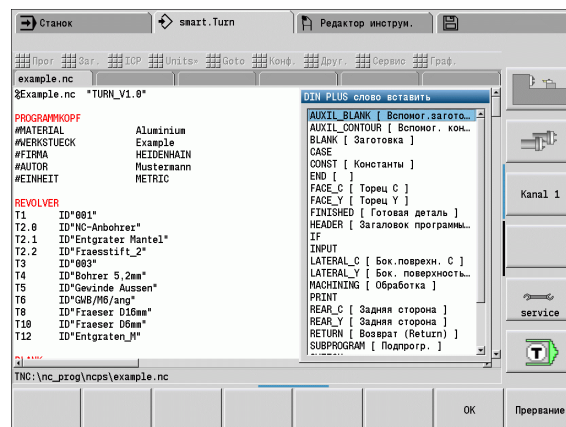 Станок
smart.Turn
Редактор инструм.
Прог Заг. ICP Units» Goto Конф. Друг. Сервис Граф.
example.nc
%Example.nc "TURN_V1.0"
PROGRAMMKOPF
#MATERIAL Aluminium
#WERKSTUECK Example
#FIRMA HEIDENHAIN
#AUTOR Mustermann
#EINHEIT METRIC
REVOLVER
T1 ID"001"
T2.0 ID"NC-Anbohrer"
T2.1 ID"Entgrater Mantel"
T2.2 ID"Fraesstift_2"
T3 ID"003"
T4 ID"Bohrer 5,2mm"
T5 ID"Gewinde Aussen"
T6 ID"GWB/M6/ang"
T8 ID"Fraeser D16mm"
T10 ID"Fraeser D6mm"
T12 ID"Entgraten_M"
DIN PLUS слово вставить
AUXIL_BLANK [ Вспомог.загото…
AUXIL_CONTOUR [ Вспомог. кон…
BLANK [ Заготовка ]
CASE
CONST [ Константы ]
END [ ]
FACE_C [ Торец C ]
FACE_Y [ Торец Y ]
FINISHED [ Готовая деталь ]
HEADER [ Загаловок программы…
IF
INPUT
LATERAL_C [ Бок.поврехн. C ]
LATERAL_Y [ Бок. поверхность…
MACHINING [ Обработка ]
PRINT
REAR_C [ Задняя сторона ]
REAR_Y [ Задняя сторона ]
RETURN [ Возврат (Return) ]
SUBPROGRAM [ Подпрогр. ]
Kanal 1
service
T
TNC:\nc_prog\ncps\example.nc
OK
Прервание